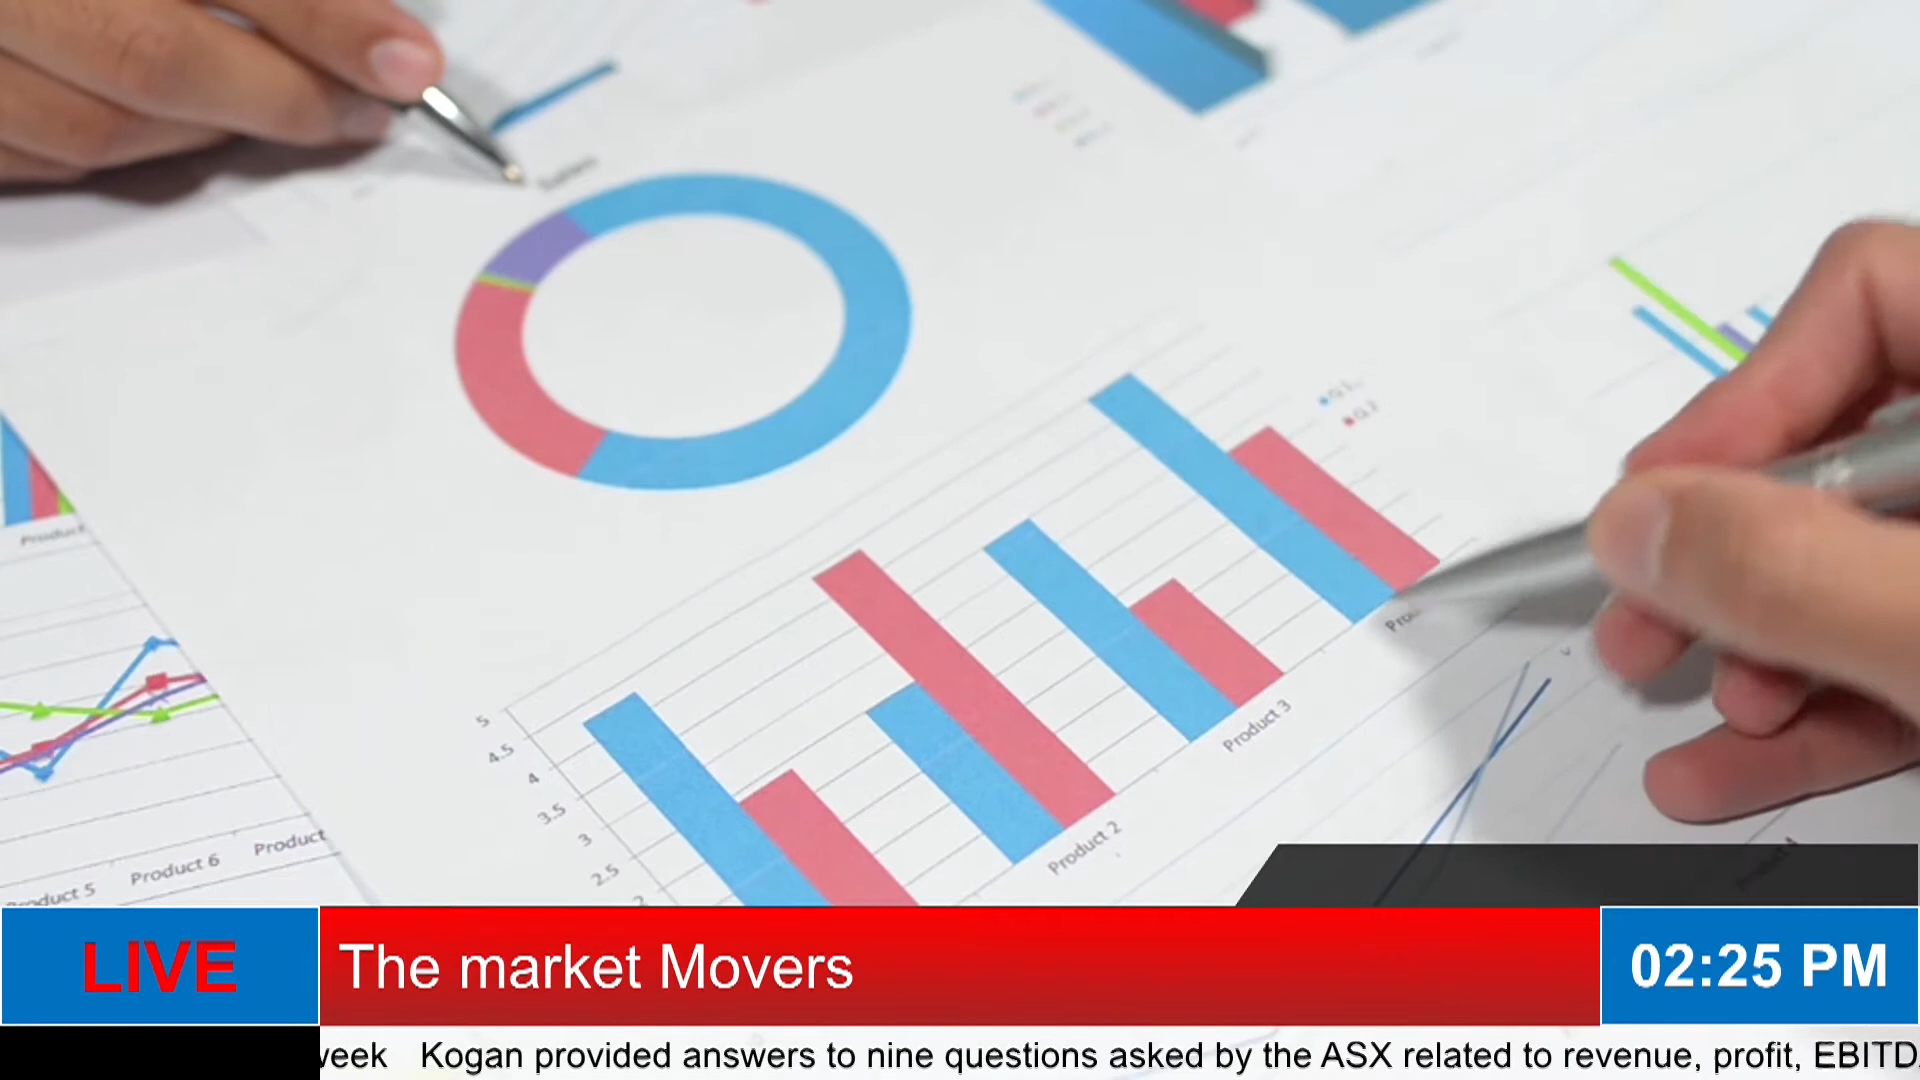 5
4.5
4
3.5
3
2.5
2
Product 2
Product 3
Product 6
Product
Product
LIVE
The market Movers
02:25 PM
Kogan provided answers to nine questions asked by the ASX related to revenue, profit, EBITD